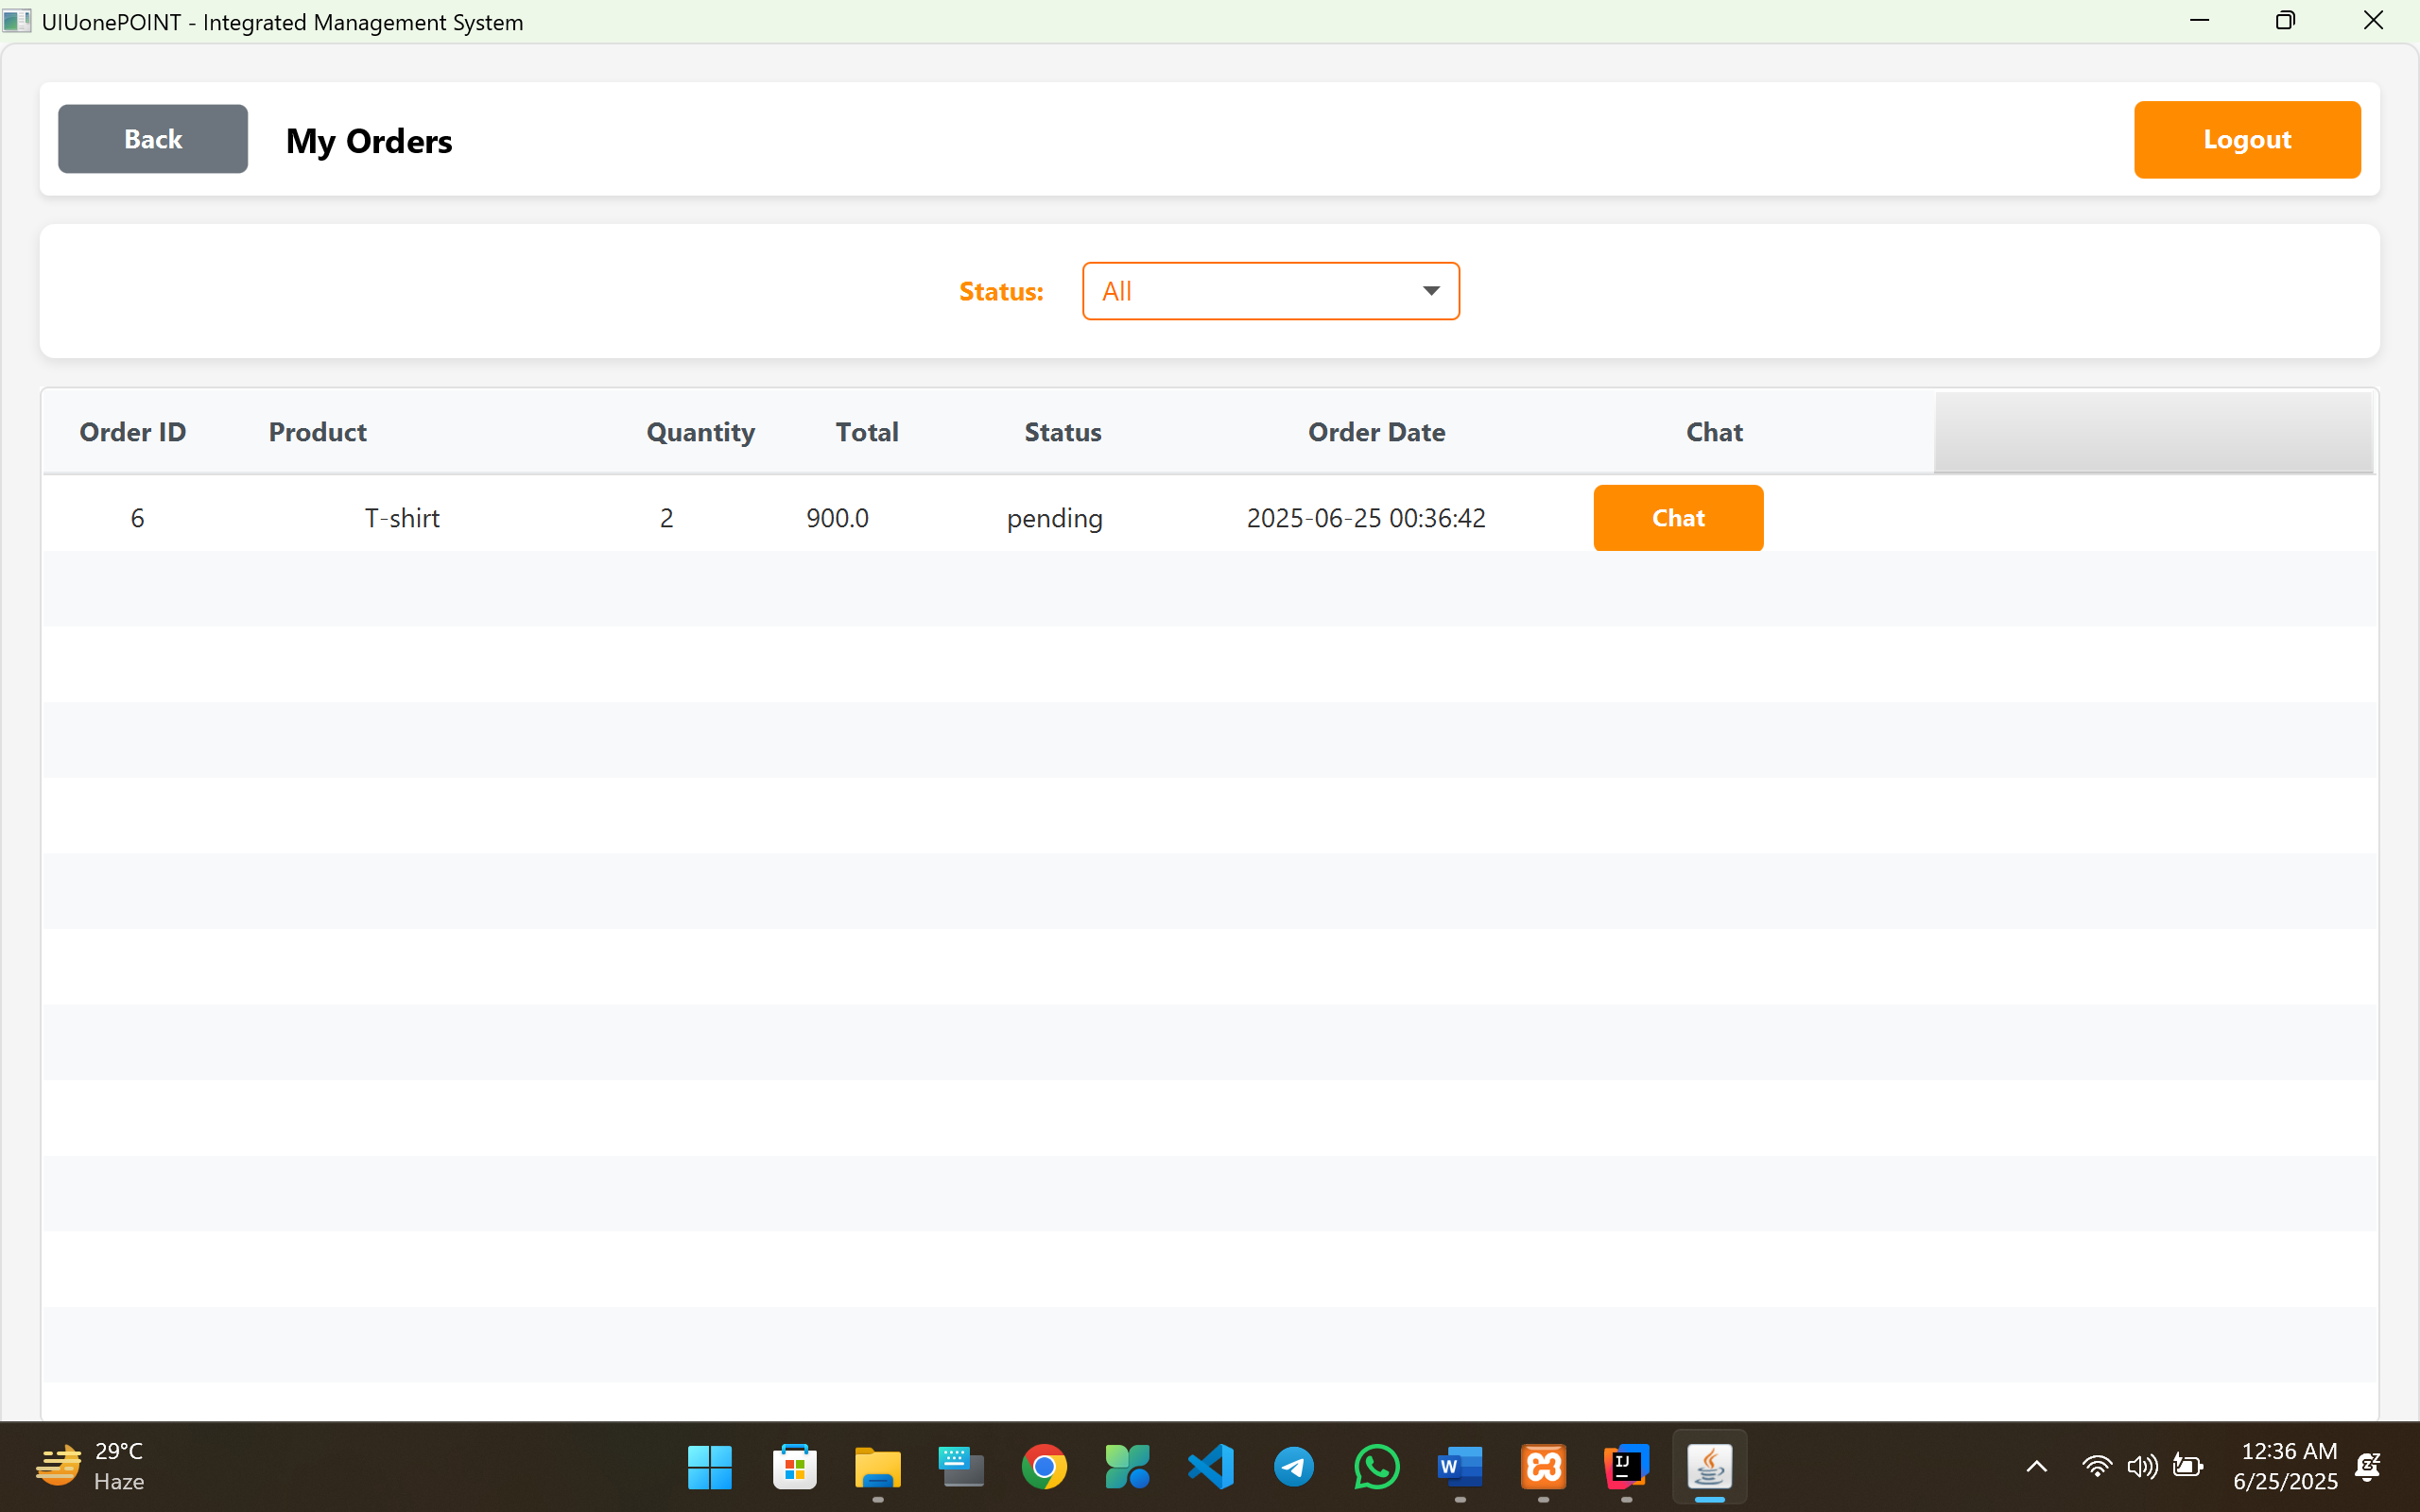 UIUonePOINT - Integrated Management System
Back
My Orders
Logout
Status:
All
Order ID Product Quantity Total Status Order Date Chat
6 T-shirt 2 900.0 pending 2025-06-25 00:36:42 Chat
29°C
Haze
W
IJ
12:36 AM
6/25/2025